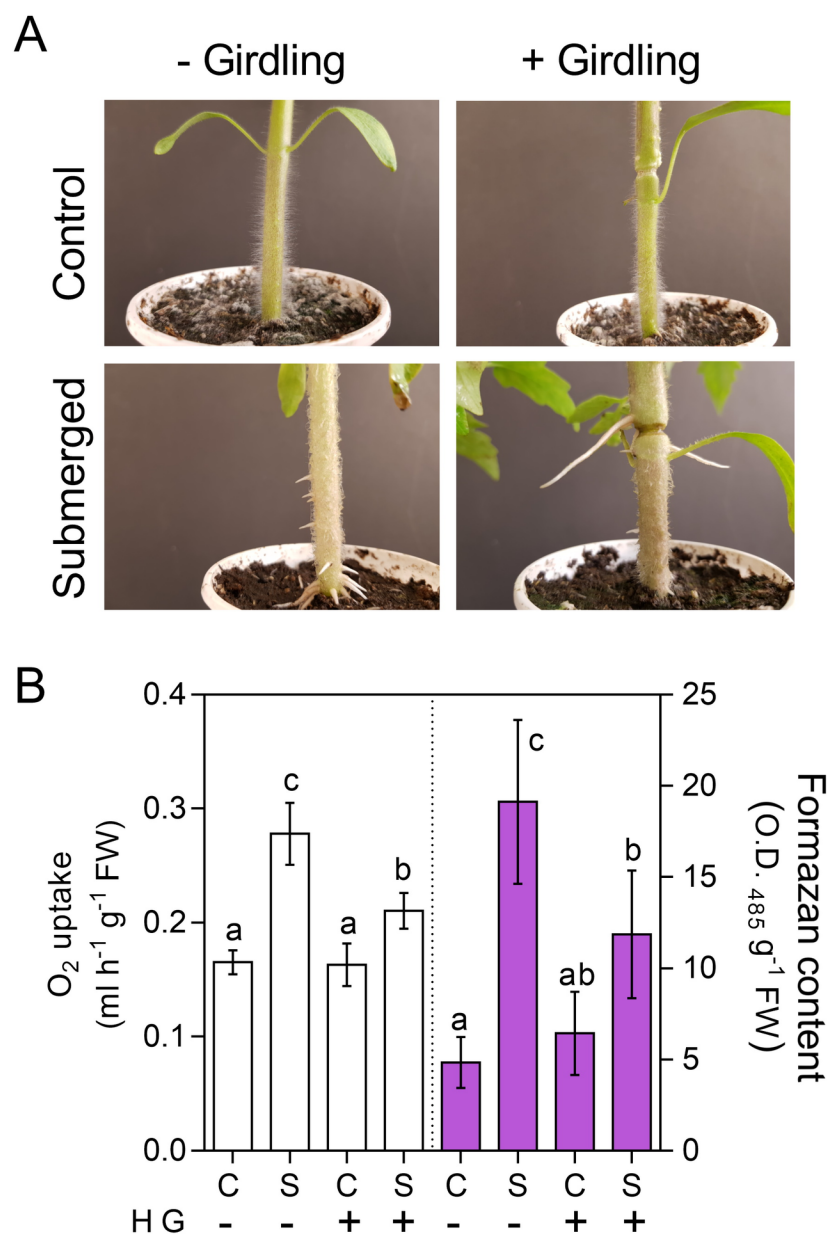 A
- Girdling
+ Girdling
Control
Submerged
B
O2 uptake
(ml h-1 g-1 FW)
0.4
0.3
0.2
0.1
0.0
a
c
a
b
a
c
ab
b
25
20
15
10
5
0
Formazan content
(O.D. 485 g-1 FW)
C S C S C S C S
H G - - + + - - + +